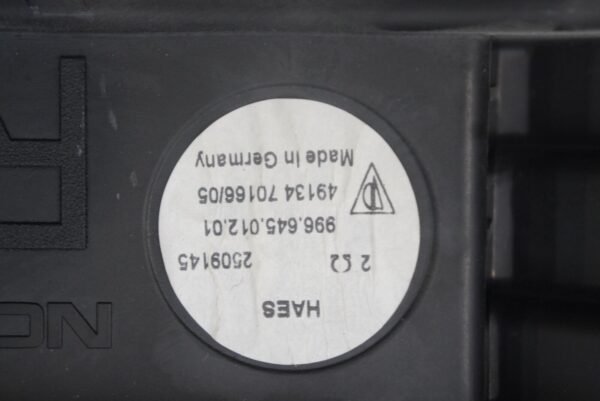 HAES
2 Ω 2509145
996.645.012.01
49134 70166/05
Made in Germany